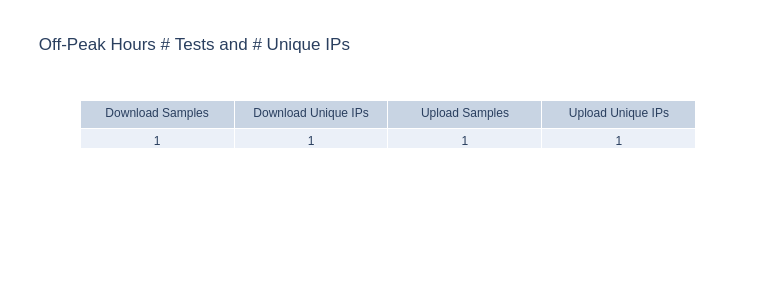 Off-Peak Hours # Tests and # Unique IPs
Download Samples Download Unique IPs Upload Samples Upload Unique IPs
1 1 1 1